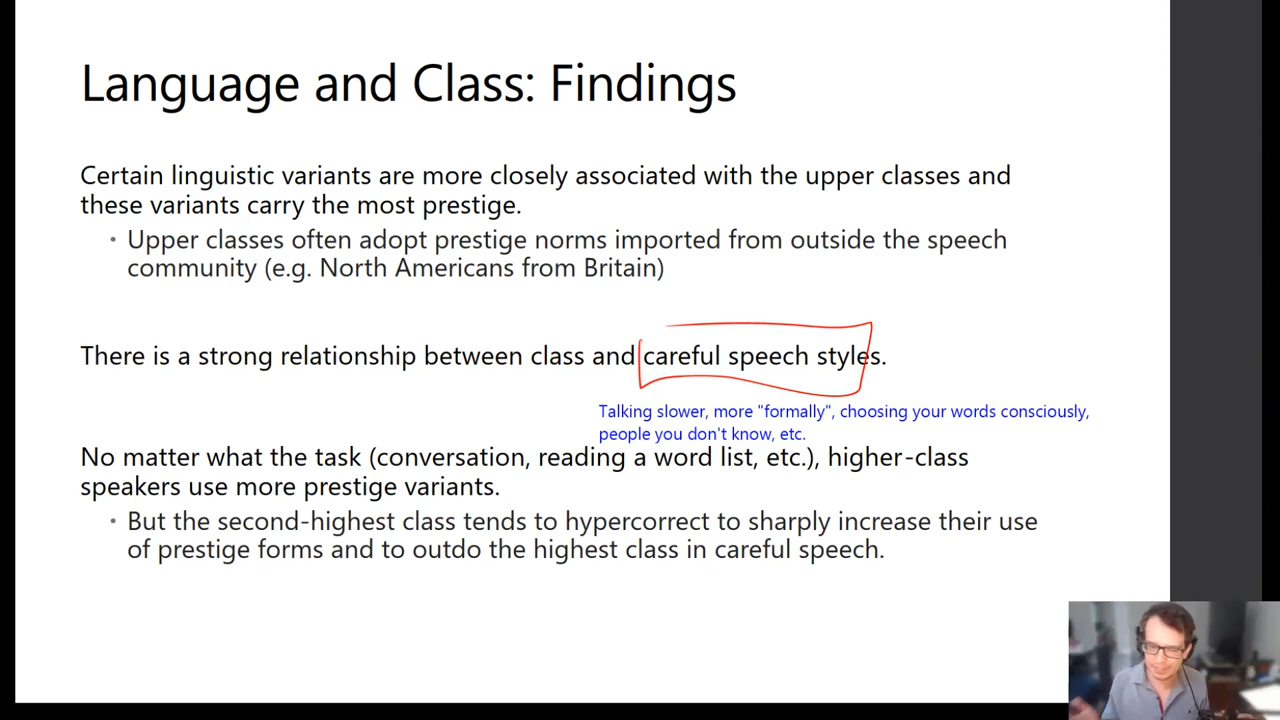 Language and Class: Findings
Certain linguistic variants are more closely associated with the upper classes and
these variants carry the most prestige.
• Upper classes often adopt prestige norms imported from outside the speech
community (e.g. North Americans from Britain)
There is a strong relationship between class and careful speech styles.
Talking slower, more "formally", choosing your words consciously,
people you don't know, etc.
No matter what the task (conversation, reading a word list, etc.), higher-class
speakers use more prestige variants.
• But the second-highest class tends to hypercorrect to sharply increase their use
of prestige forms and to outdo the highest class in careful speech.